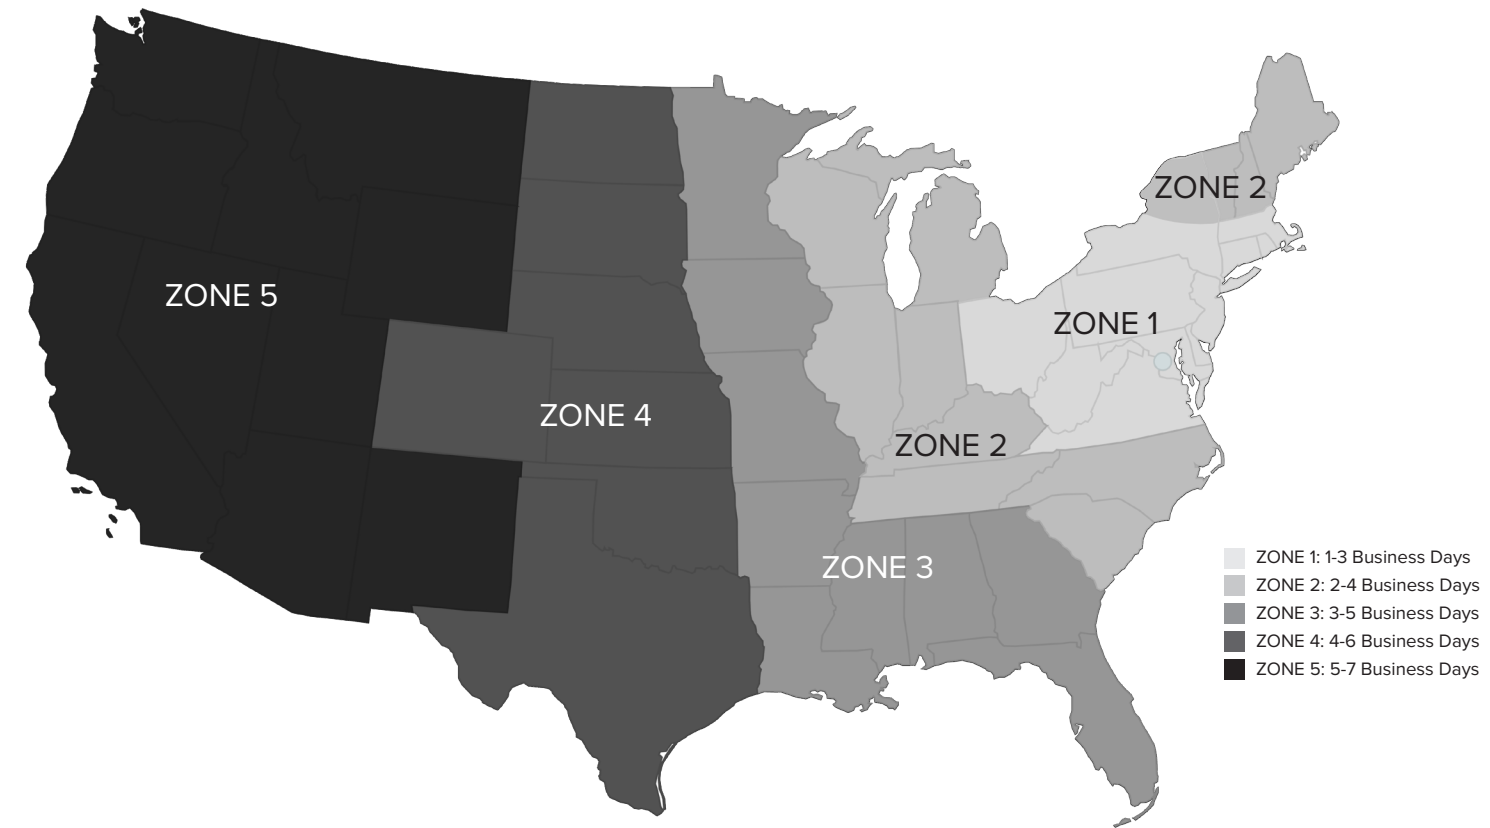 ZONE 2
ZONE 5
ZONE 1
ZONE 4
ZONE 2
ZONE 3
ZONE 1: 1-3 Business Days
ZONE 2: 2-4 Business Days
ZONE 3: 3-5 Business Days
ZONE 4: 4-6 Business Days
ZONE 5: 5-7 Business Days